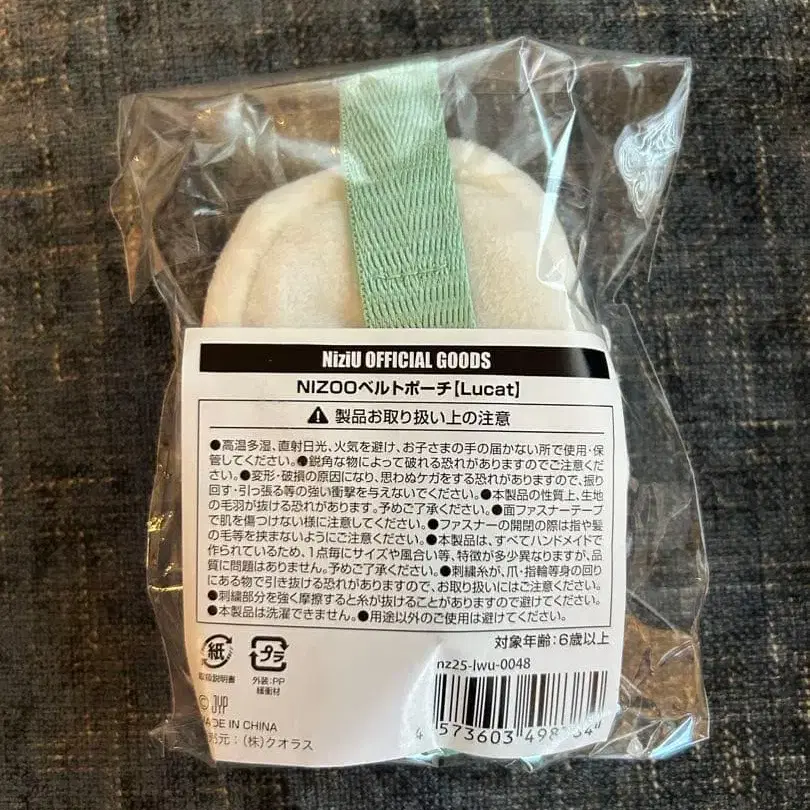 NiziU OFFICIAL GOODS
NIZOOベルトポーチ【Lucat】
製品お取り扱い上の注意
●高温多湿、直射日光、火気を避け、お子さまの手の届かない所で使用・保
管してください。●鋭角な物によって破れる恐れがありますのでご注意くだ
さい。●変形・破損の原因になり、思わぬケガをする恐れがありますので、振り
回す・引っ張る等の強い衝撃を与えないでください。●本製品の性質上、生地
の毛羽が抜ける恐れがあります。予めご了承ください。●面ファスナーテープ
で肌を傷つけない様に注意してください。●ファスナーの開閉の際は指や髪
の毛等を挟まないようにご注意ください。●本製品は、すべてハンドメイドで
作られているため、1点毎にサイズや風合い等、特徴が多少異なりますが、品
質に問題はありません。予めご了承ください。●刺繍糸が、爪・指輪等身の回り
にある物で引き抜ける恐れがありますので、お取り扱いにはご注意ください。
●刺繍部分を強く摩擦すると糸が抜けることがありますので避けてください。
●本製品は洗濯できません。●用途以外のご使用は避けてください。
対象年齢:6歳以上
紙
取扱説明書
プラ
外装:PP
緩衝材
nz25-lwu-0048
© JYP
MADE IN CHINA
元:(株)クオラス
4 573603